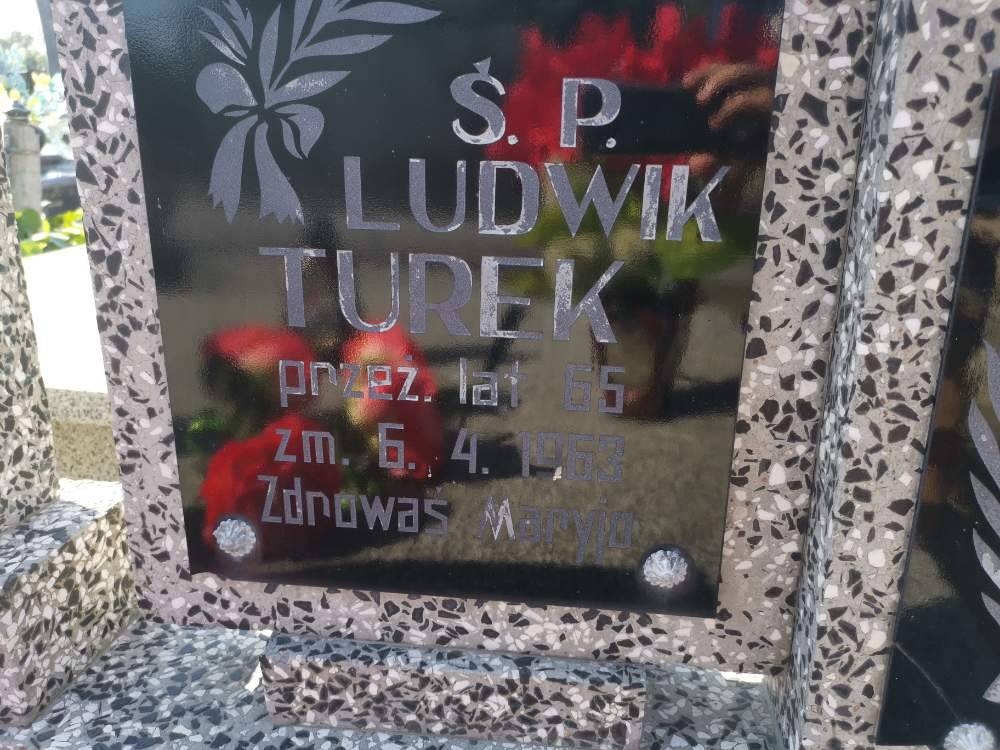 Ś. P.
LUDWIK
TUREK
przeż. lat 65
zm. 6. 4. 1963
Zdrowaś Maryjo